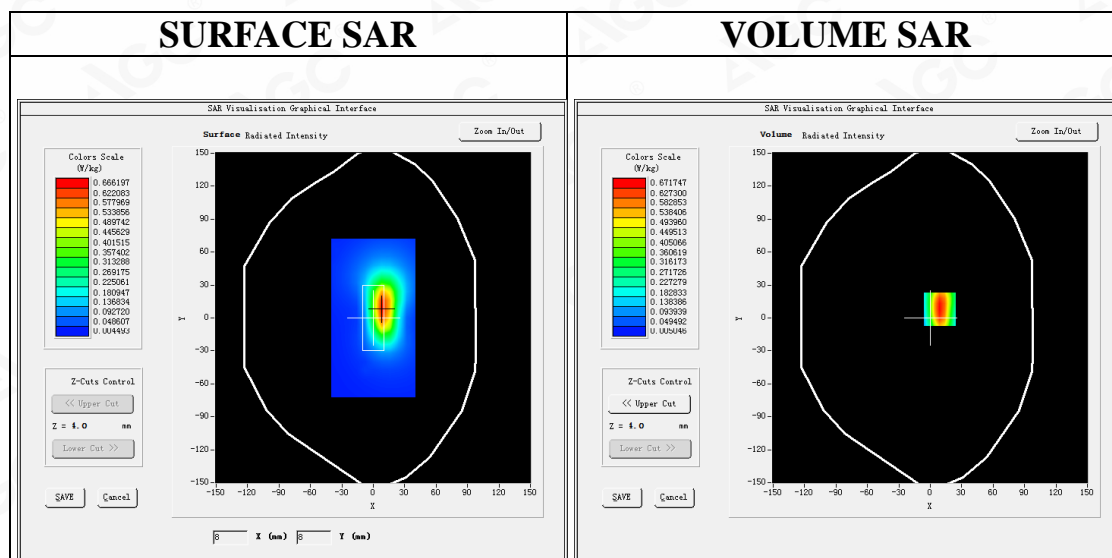 SURFACE SAR
VOLUME SAR
SAR Visualisation Graphical Interface
Surface Radiated Intensity
Zoom In/Out
Colors Scale
(W/kg)
0.666197
0.622083
0.577969
0.533856
0.489742
0.445629
0.401515
0.357402
0.313288
0.269175
0.225061
0.180947
0.136834
0.092720
0.048607
0.004493
150
120
90
60
30
0
-30
-60
-90
-120
-150
Y
-150 -120 -90 -60 -30 0 30 60 90 120 150
X
Z-Cuts Control
<< Upper Cut
Z = 4.0 mm
Lower Cut >>
SAVE Cancel
8 X (mm) 8 Y (mm)
SAR Visualisation Graphical Interface
Volume Radiated Intensity
Zoom In/Out
Colors Scale
(W/kg)
0.671747
0.627300
0.582853
0.538406
0.493960
0.449513
0.405066
0.360619
0.316173
0.271726
0.227279
0.182833
0.138386
0.093939
0.049492
0.005046
150
120
90
60
30
0
-30
-60
-90
-120
-150
Y
-150 -120 -90 -60 -30 0 30 60 90 120 150
X
Z-Cuts Control
<< Upper Cut
Z = 4.0 mm
Lower Cut >>
SAVE Cancel
AGC